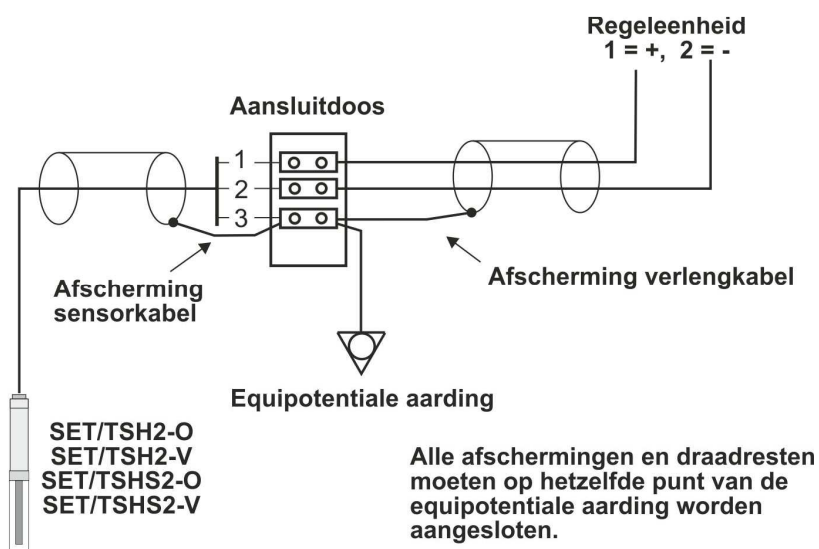 Regeleenheid
1 = +, 2 = -
Aansluitdoos
1
2
3
Afscherming
sensorkabel
Afscherming verlengkabel
Equipotentiale aarding
SET/TSH2-O
SET/TSH2-V
SET/TSHS2-O
SET/TSHS2-V
Alle afschermingen en draadresten
moeten op hetzelfde punt van de
equipotentiale aarding worden
aangesloten.